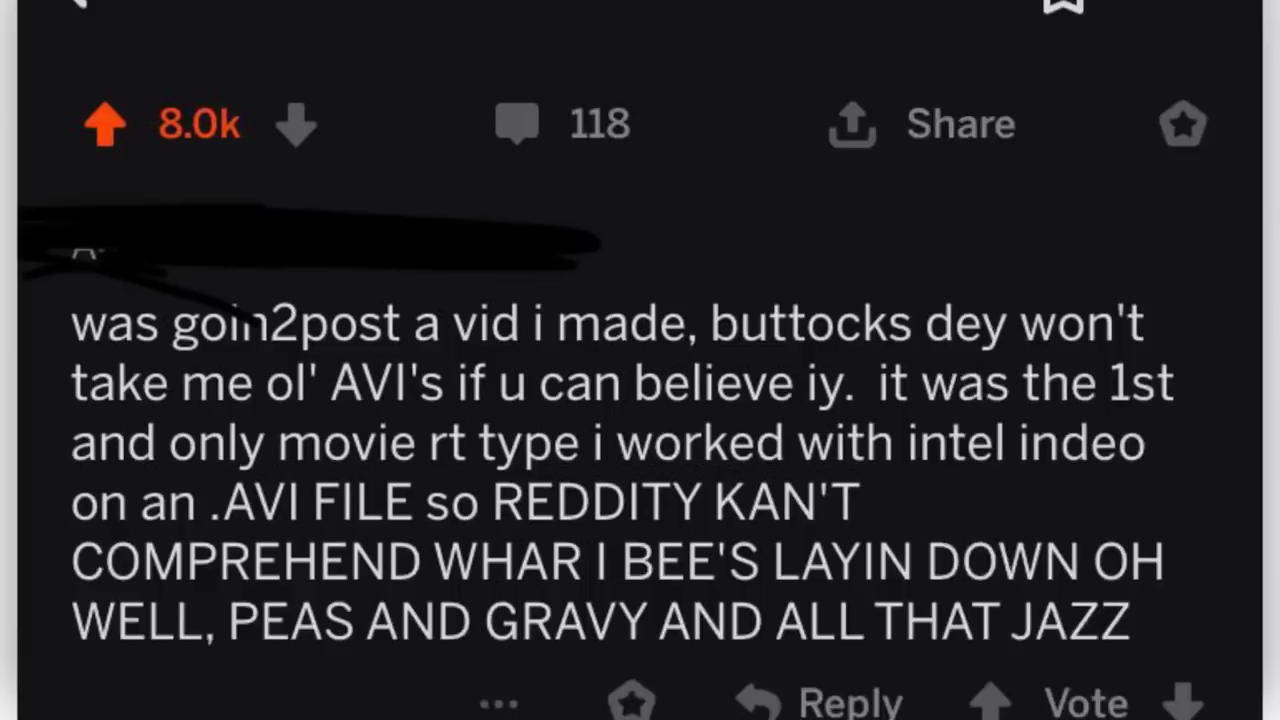 8.0k 118 Share
was goin2post a vid i made, buttocks dey won't
take me ol' AVI's if u can believe iy. it was the 1st
and only movie rt type i worked with intel indeo
on an .AVI FILE so REDDITY KAN'T
COMPREHEND WHAR I BEE'S LAYIN DOWN OH
WELL, PEAS AND GRAVY AND ALL THAT JAZZ
... Reply Vote